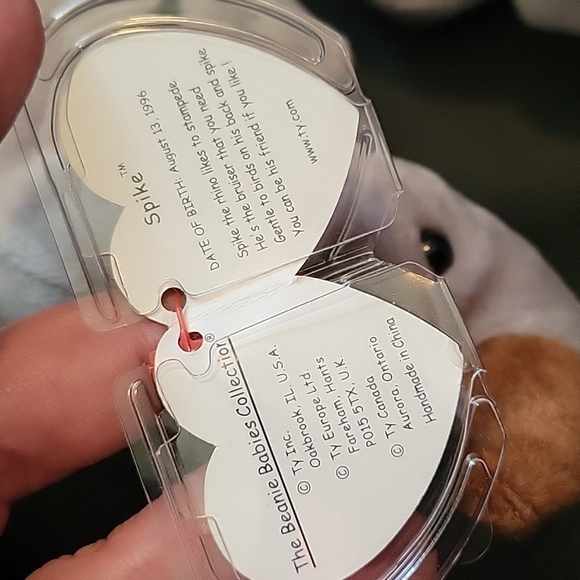 Spike™
DATE OF BIRTH: August 13, 1996
Spike the rhino likes to stampede
He's the bruiser that you need
Gentle to birds on his back and spike
You can be his friend if you like!
www.ty.com
The Beanie Babies Collection®
© Ty Inc.
Oakbrook, IL, U.S.A.
© Ty Europe Ltd
Fareham, Hants
PO15 5TX, U.K.
© Ty Canada
Aurora, Ontario
Handmade in China